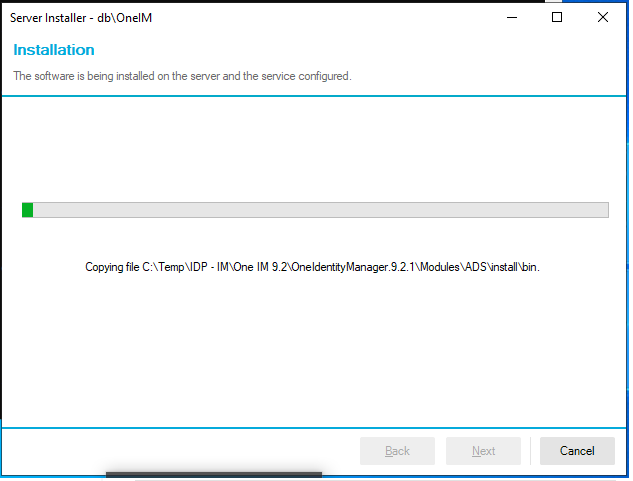 Server Installer - db\OneIM
Installation
The software is being installed on the server and the service configured.
Copying file C:\Temp\IDP - IM\One IM 9.2\OneIdentityManager.9.2.1\Modules\ADS\install\bin.
Back
Next
Cancel